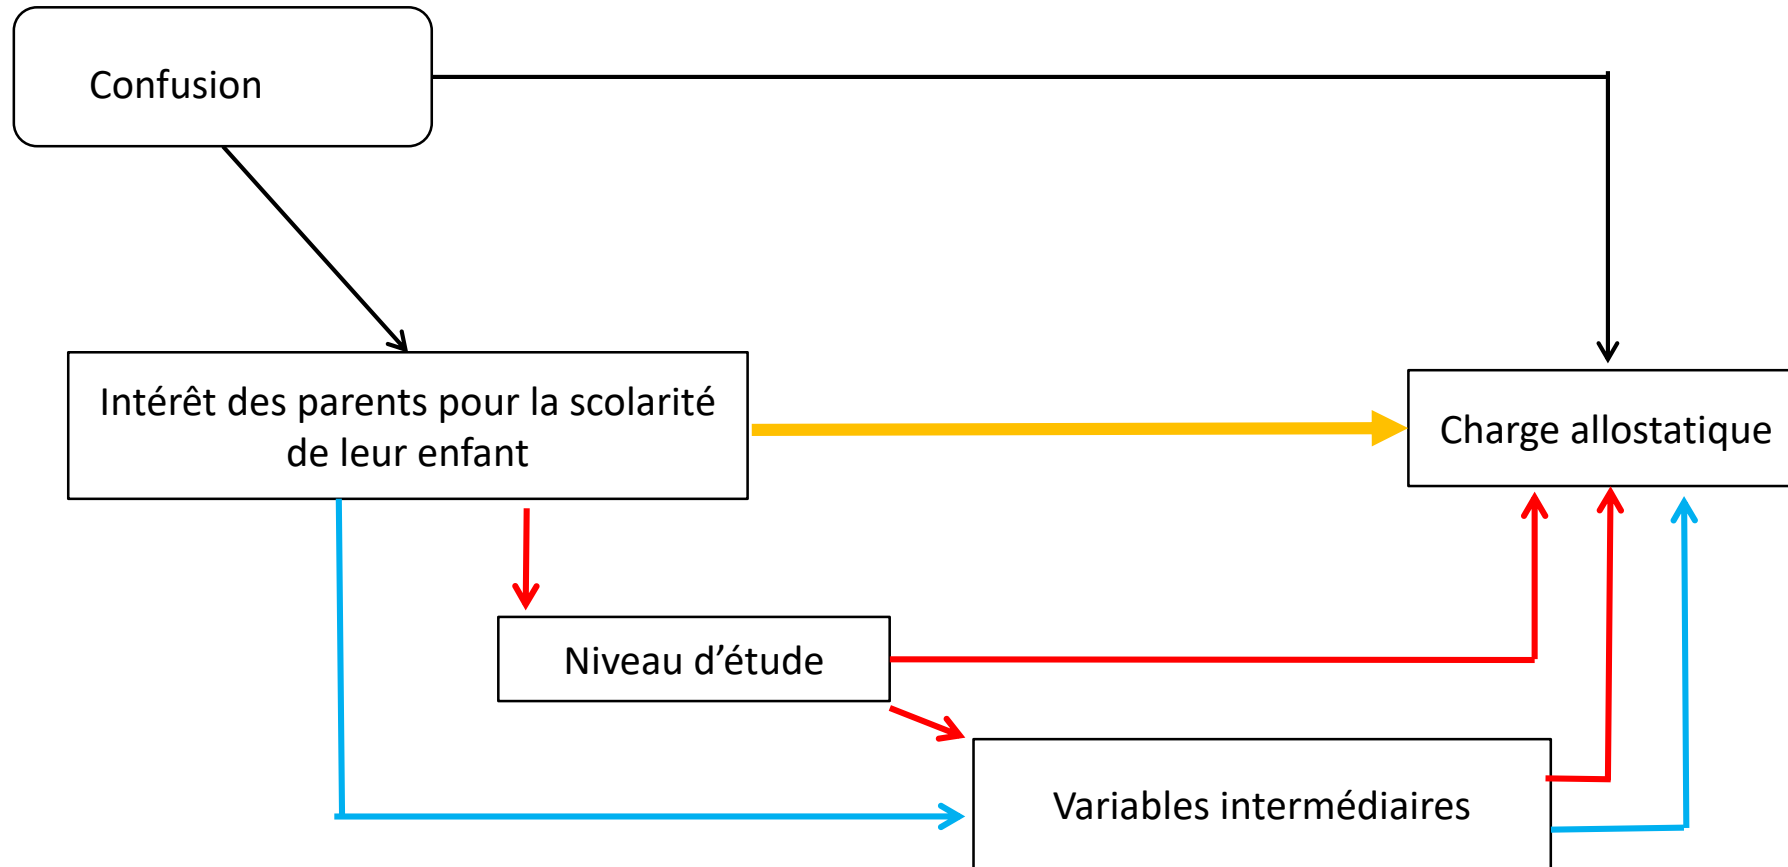 Confusion
Intérêt des parents pour la scolarité
de leur enfant
Charge allostatique
Niveau d’étude
Variables intermédiaires